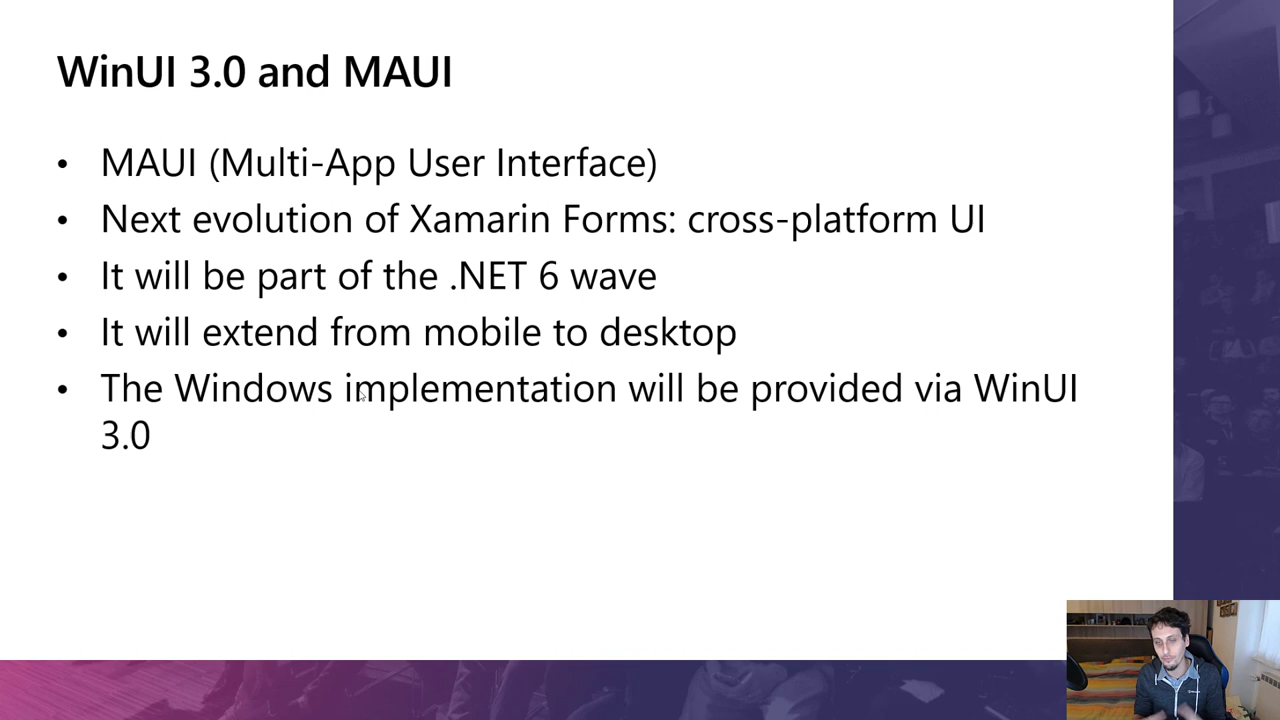 WinUI 3.0 and MAUI
• MAUI (Multi-App User Interface)
• Next evolution of Xamarin Forms: cross-platform UI
• It will be part of the .NET 6 wave
• It will extend from mobile to desktop
• The Windows implementation will be provided via WinUI
3.0